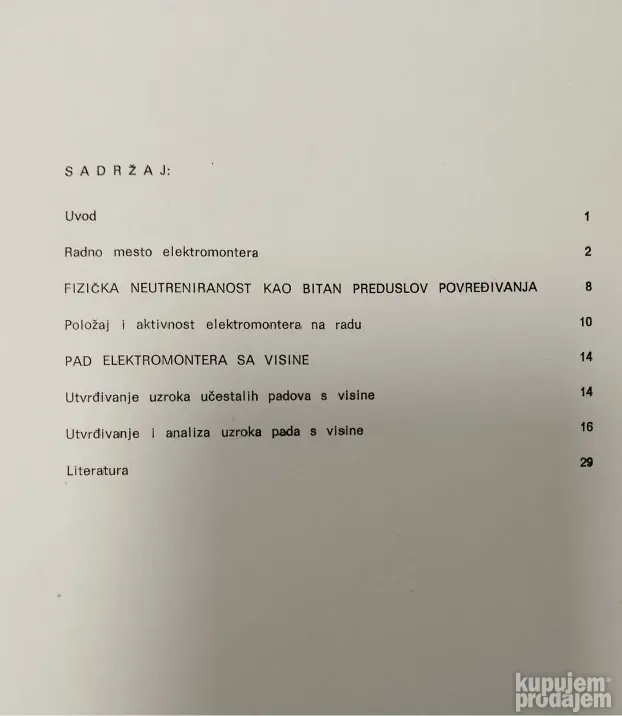 SADRŽAJ:
Uvod 1
Radno mesto elektromontera 2
FIZIČKA NEUTRENIRANOST KAO BITAN PREDUSLOV POVREĐIVANJA 8
Položaj i aktivnost elektromontera na radu 10
PAD ELEKTROMONTERA SA VISINE 14
Utvrđivanje uzroka učestalih padova s visine 14
Utvrđivanje i analiza uzroka pada s visine 16
Literatura 29
kupujem
prodajem